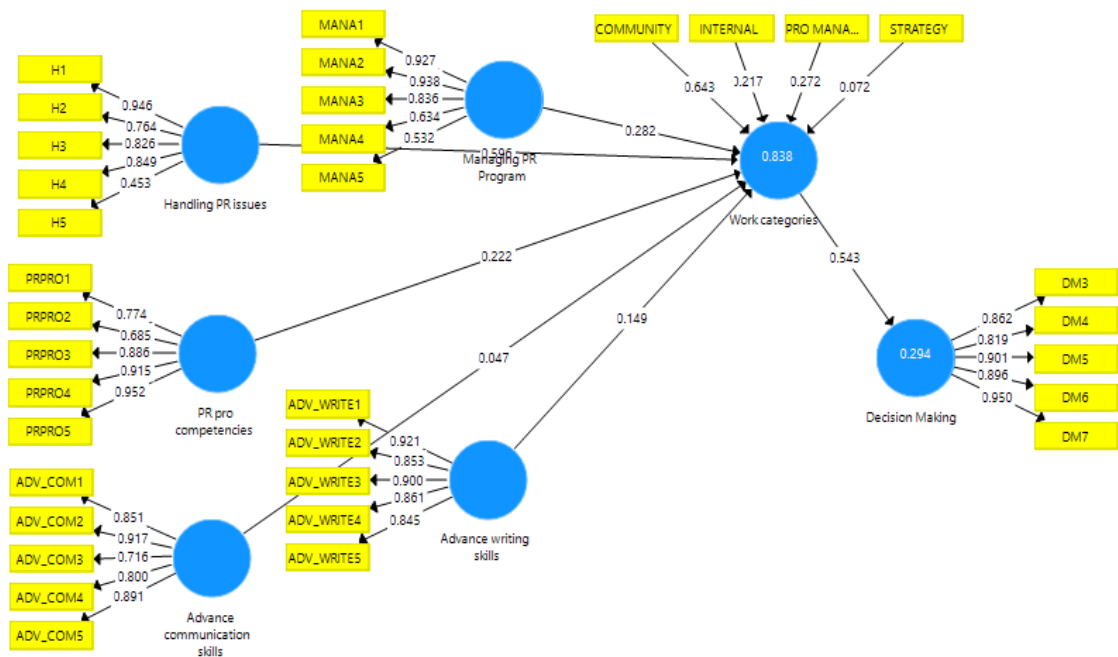 MANA1
MANA2
MANA3
MANA4
MANA5
0.927
0.938
0.836
0.634
0.532
Managing PR
Program
COMMUNITY
INTERNAL
PRO MANA...
STRATEGY
0.643
0.217
0.272
0.072
H1
H2
H3
H4
H5
0.946
0.764
0.826
0.849
0.453
Handling PR issues
0.282
0.596
0.838
Work categories
PRPRO1
PRPRO2
PRPRO3
PRPRO4
PRPRO5
0.774
0.685
0.886
0.915
0.952
PR pro
competencies
0.222
0.047
0.149
0.543
0.294
Decision Making
0.862
0.819
0.901
0.896
0.950
DM3
DM4
DM5
DM6
DM7
ADV_WRITE1
ADV_WRITE2
ADV_WRITE3
ADV_WRITE4
ADV_WRITE5
0.921
0.853
0.900
0.861
0.845
Advance writing
skills
ADV_COM1
ADV_COM2
ADV_COM3
ADV_COM4
ADV_COM5
0.851
0.917
0.716
0.800
0.891
Advance
communication
skills